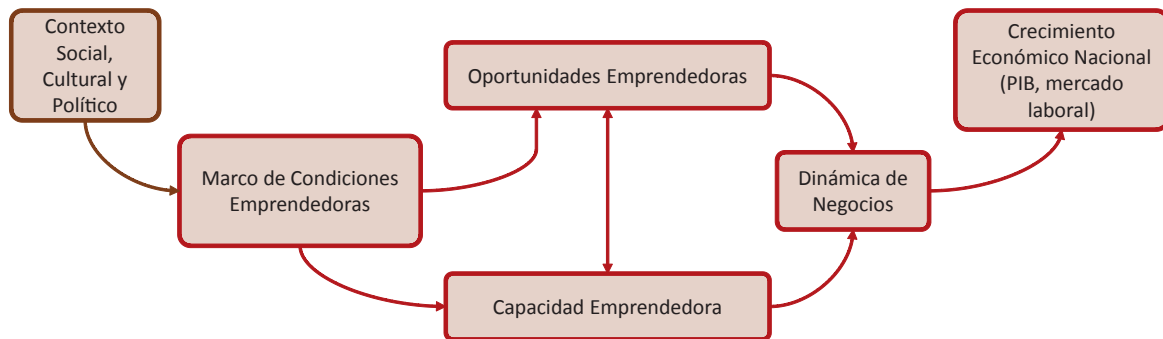 Contexto
Social,
Cultural y
Político
Marco de Condiciones
Emprendedoras
Oportunidades Emprendedoras
Capacidad Emprendedora
Dinámica de
Negocios
Crecimiento
Económico Nacional
(PIB, mercado
laboral)